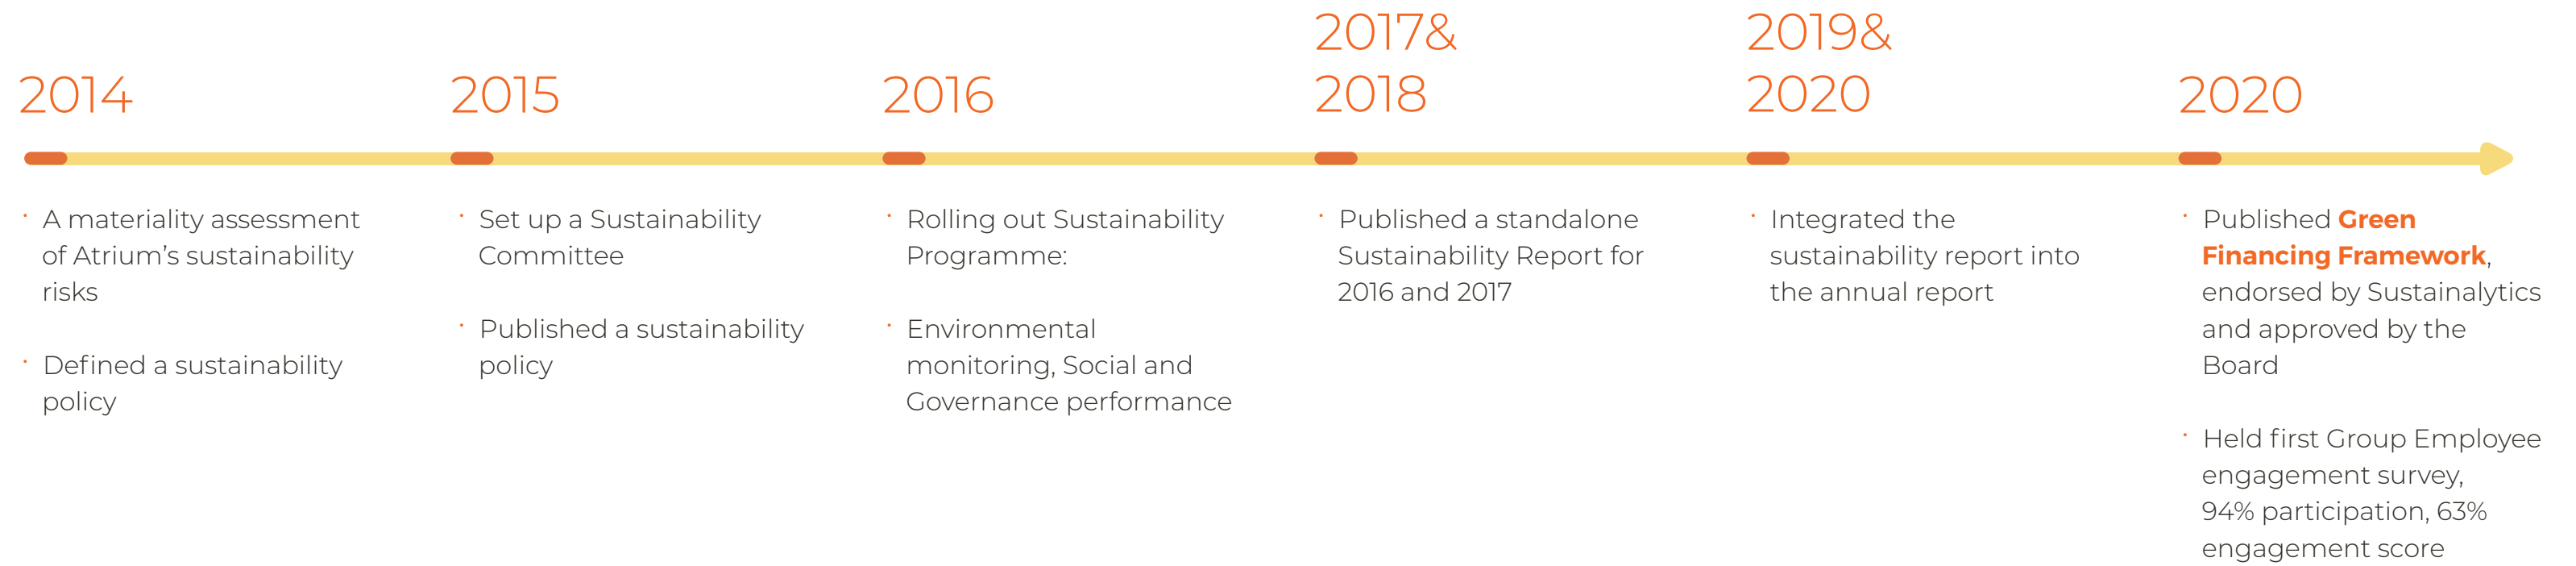 2014
· A materiality assessment
of Atrium’s sustainability
risks
· Defined a sustainability
policy
2015
· Set up a Sustainability
Committee
· Published a sustainability
policy
2016
· Rolling out Sustainability
Programme:
· Environmental
monitoring, Social and
Governance performance
2017&
2018
· Published a standalone
Sustainability Report for
2016 and 2017
2019&
2020
· Integrated the
sustainability report into
the annual report
2020
· Published Green
Financing Framework,
endorsed by Sustainalytics
and approved by the
Board
· Held first Group Employee
engagement survey,
94% participation, 63%
engagement score